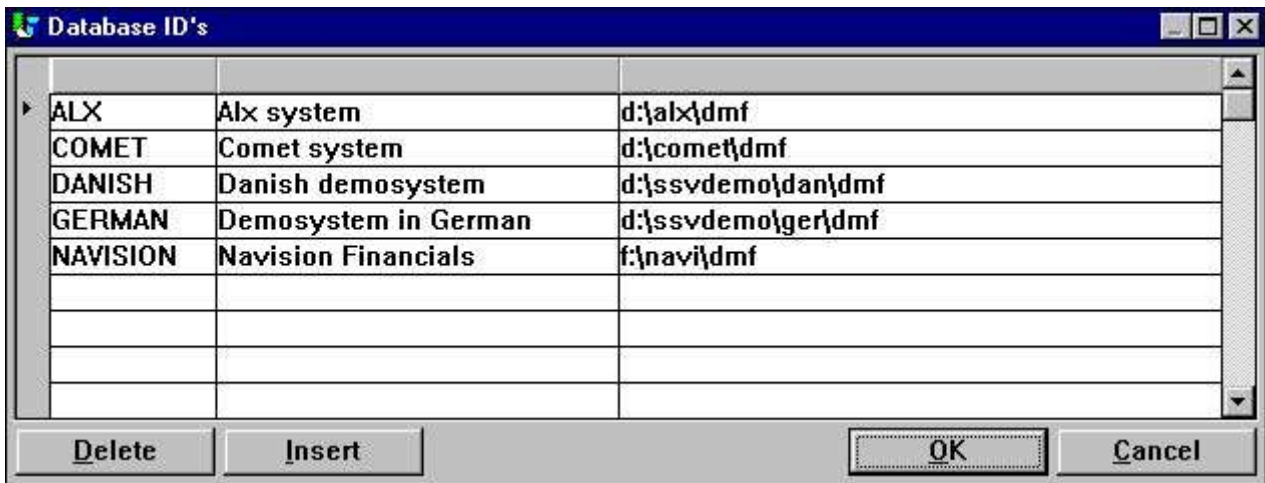 Database ID's
ALX Alx system d:\alx\dmf
COMET Comet system d:\comet\dmf
DANISH Danish demosystem d:\ssvdemo\dan\dmf
GERMAN Demosystem in German d:\ssvdemo\ger\dmf
NAVISION Navision Financials f:\navi\dmf
Delete Insert OK Cancel